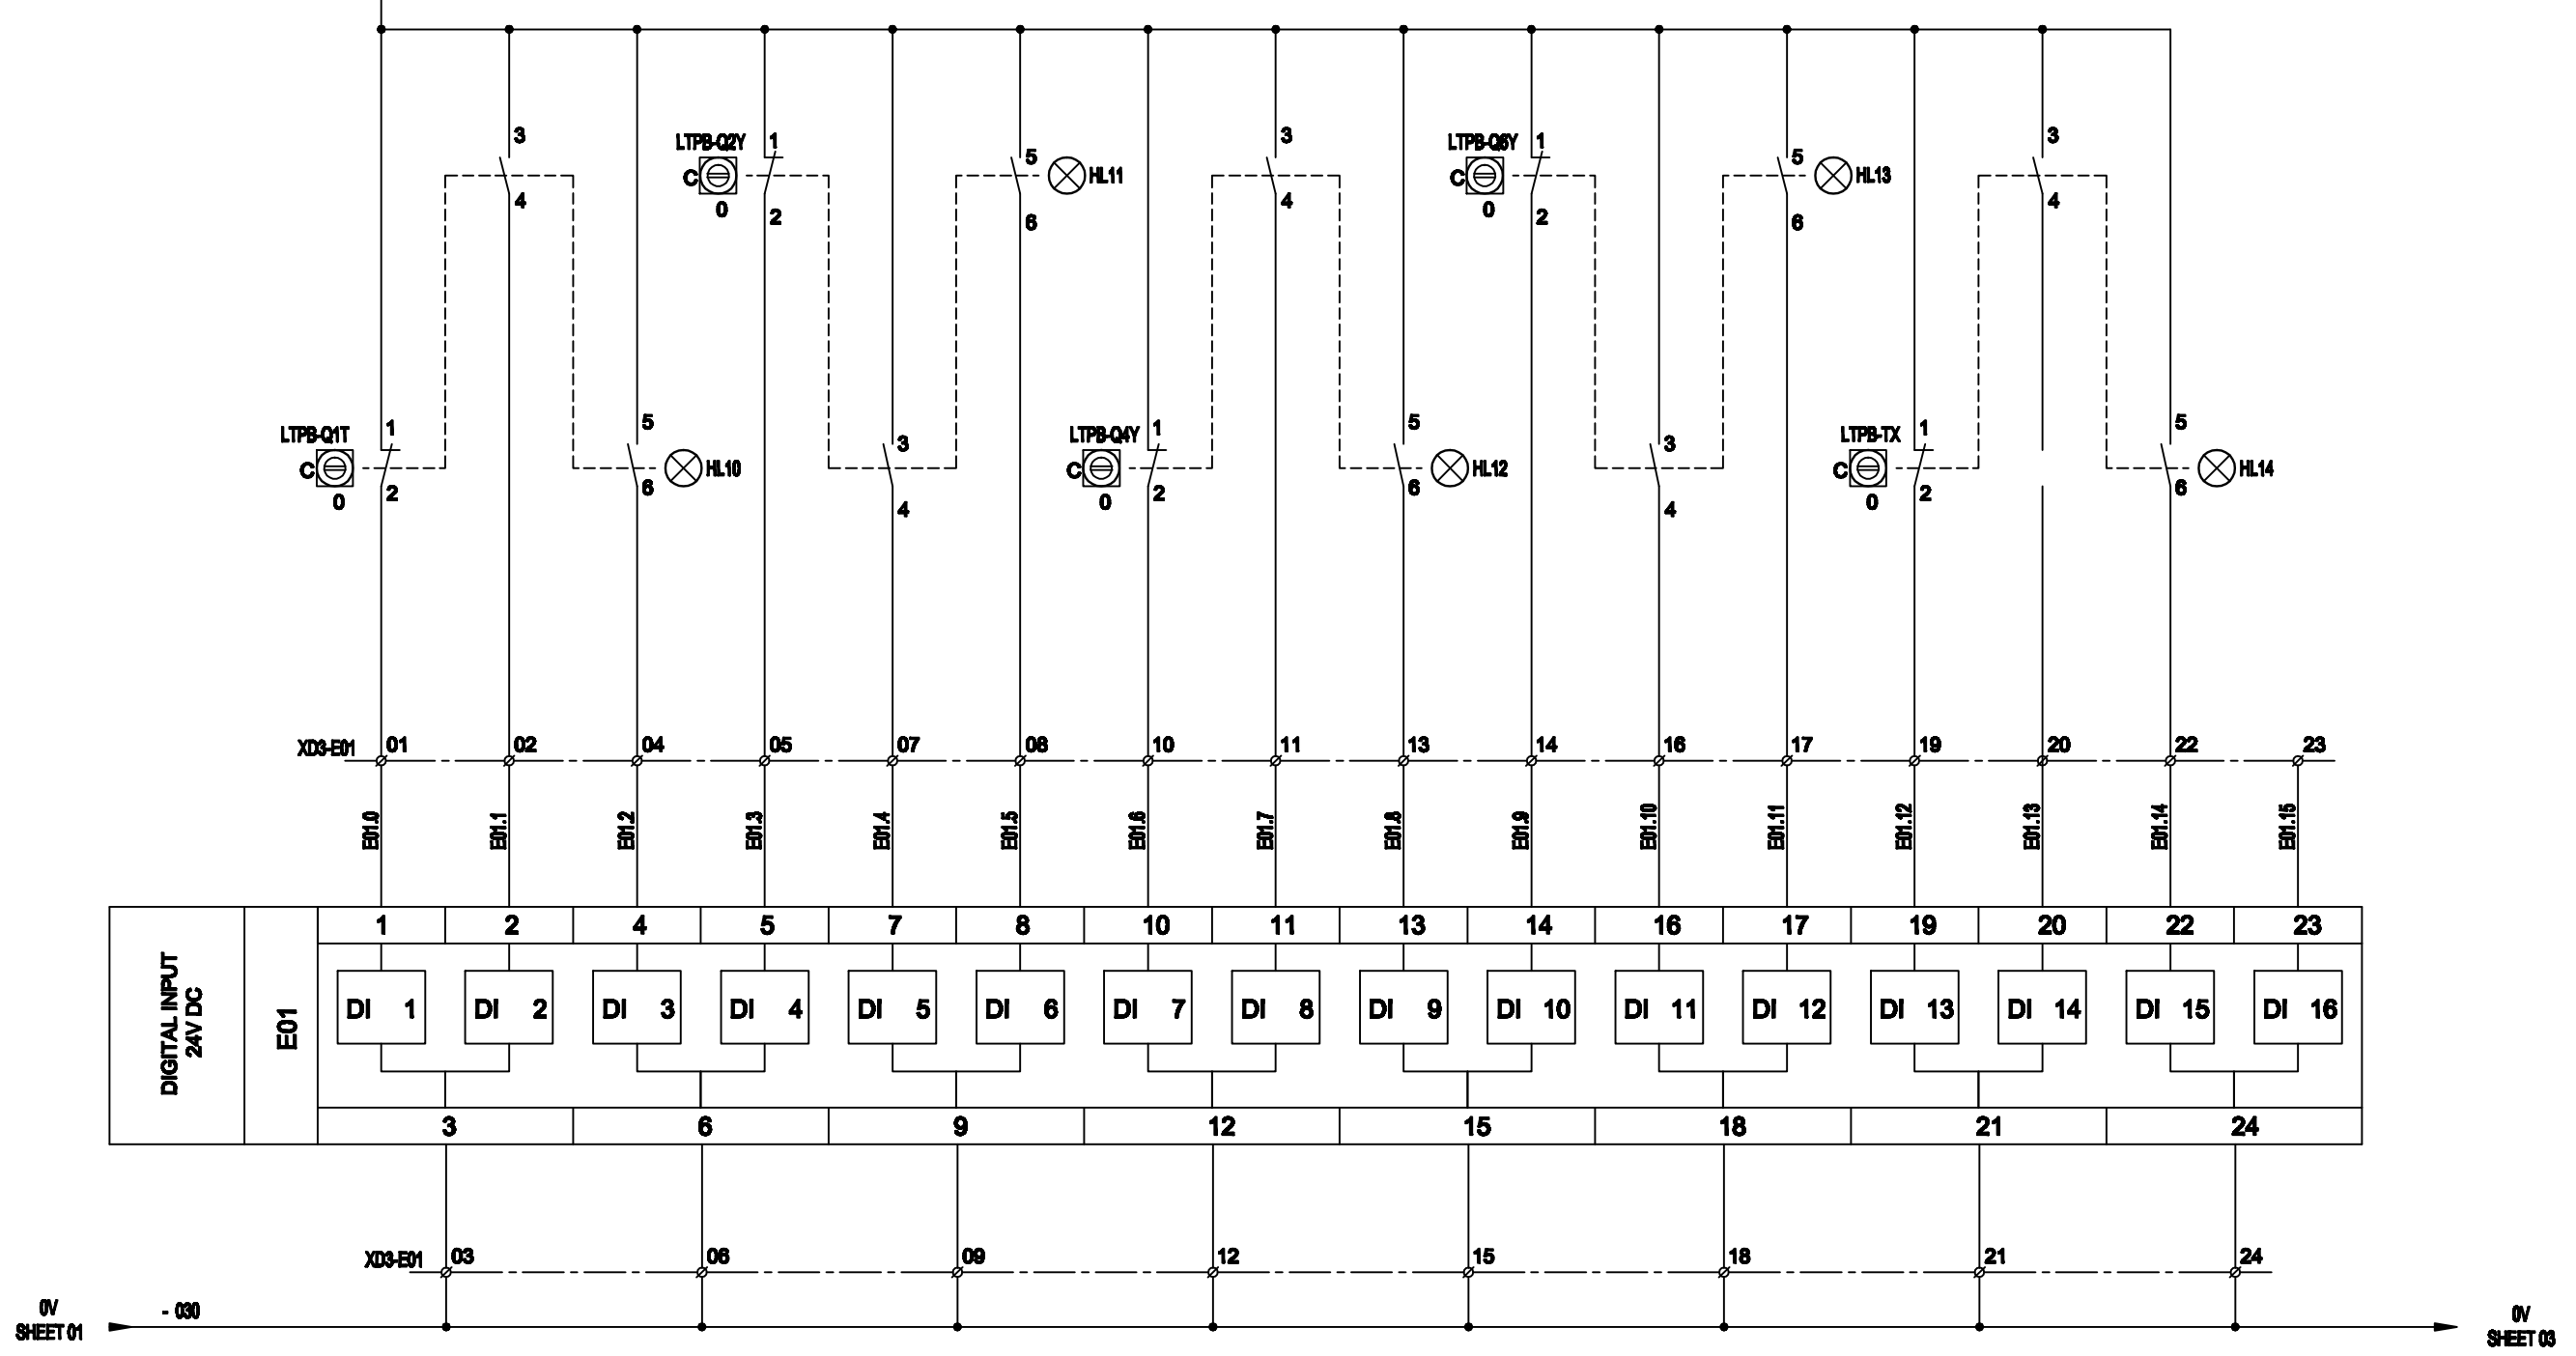 3 3 3
LTPB-Q2Y 1 5 LTPB-Q6Y 1 5
C HL11 C HL13
4 4 4
0 2 6 0 2 6
1 5 1 5 1 5
LTPB-Q1T 3 LTPB-Q4Y 3 LTPB-TX
C HL10 C HL12 C HL14
2 6 2 6 2 6
0 4 0 4 0
XD3-E01 01 02 04 05 07 08 10 11 13 14 16 17 19 20 22 23
E01.0 E01.1 E01.2 E01.3 E01.4 E01.5 E01.6 E01.7 E01.8 E01.9 E01.10 E01.11 E01.12 E01.13 E01.14 E01.15
1 2 4 5 7 8 10 11 13 14 16 17 19 20 22 23
DIGITAL INPUT
24V DC
E01
DI 1 DI 2 DI 3 DI 4 DI 5 DI 6 DI 7 DI 8 DI 9 DI 10 DI 11 DI 12 DI 13 DI 14 DI 15 DI 16
3 6 9 12 15 18 21 24
XD3-E01 03 06 09 12 15 18 21 24
0V
SHEET 01
- 030
0V
SHEET 03